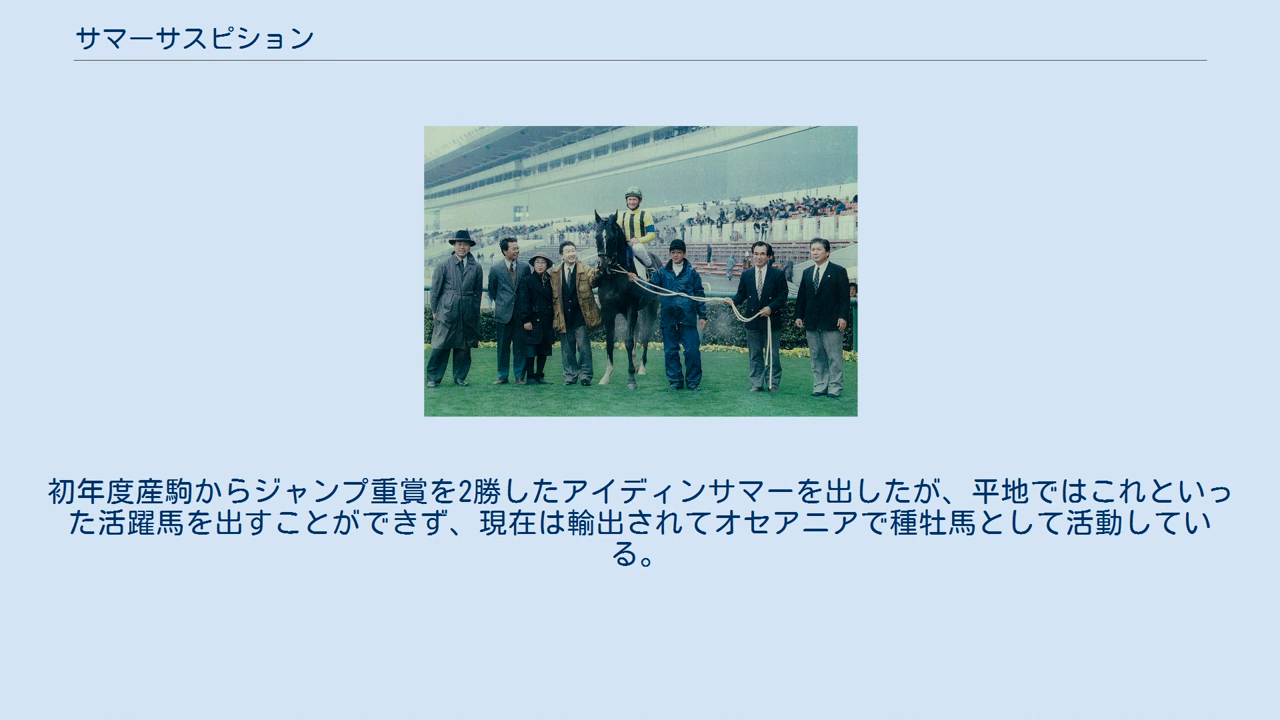 サマーサスピション
初年度産駒からジャンプ重賞を2勝したアイディンサマーを出したが、平地ではこれといっ
た活躍馬を出すことができず、現在は輸出されてオセアニアで種牡馬として活動してい
る。